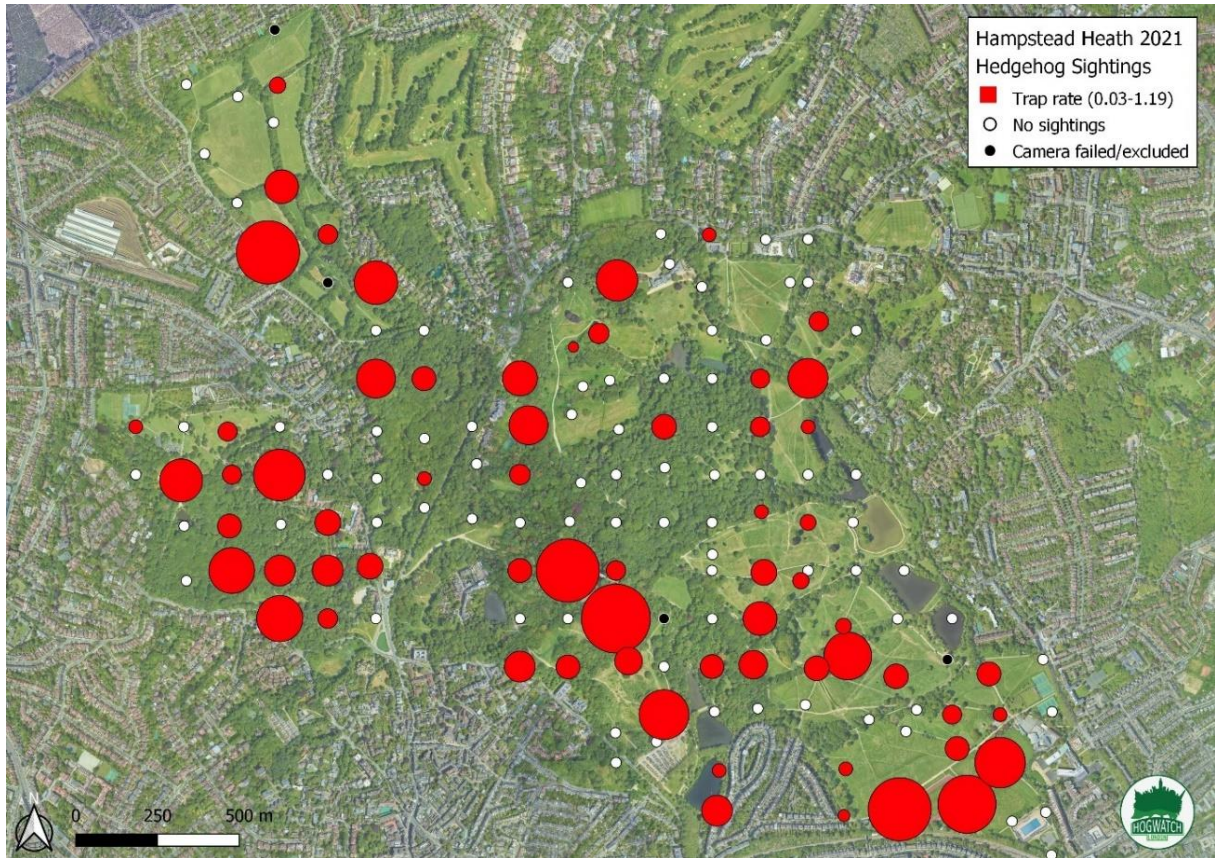 Hampstead Heath 2021
Hedgehog Sightings
Trap rate (0.03-1.19)
No sightings
Camera failed/excluded
N
0 250 500 m
HOGWATCH